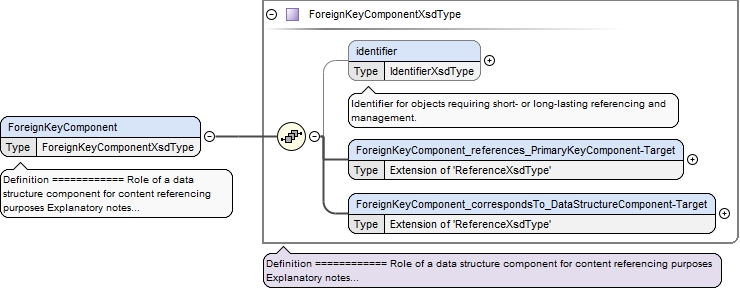 ForeignKeyComponentXsdType
identifier
Type IdentifierXsdType
Identifier for objects requiring short- or long-lasting referencing and
management.
ForeignKeyComponent
Type ForeignKeyComponentXsdType
Definition ============ Role of a data
structure component for content referencing
purposes Explanatory notes...
ForeignKeyComponent_references_PrimaryKeyComponent-Target
Type Extension of 'ReferenceXsdType'
ForeignKeyComponent_correspondsTo_DataStructureComponent-Target
Type Extension of 'ReferenceXsdType'
Definition ============ Role of a data structure component for content referencing purposes
Explanatory notes...